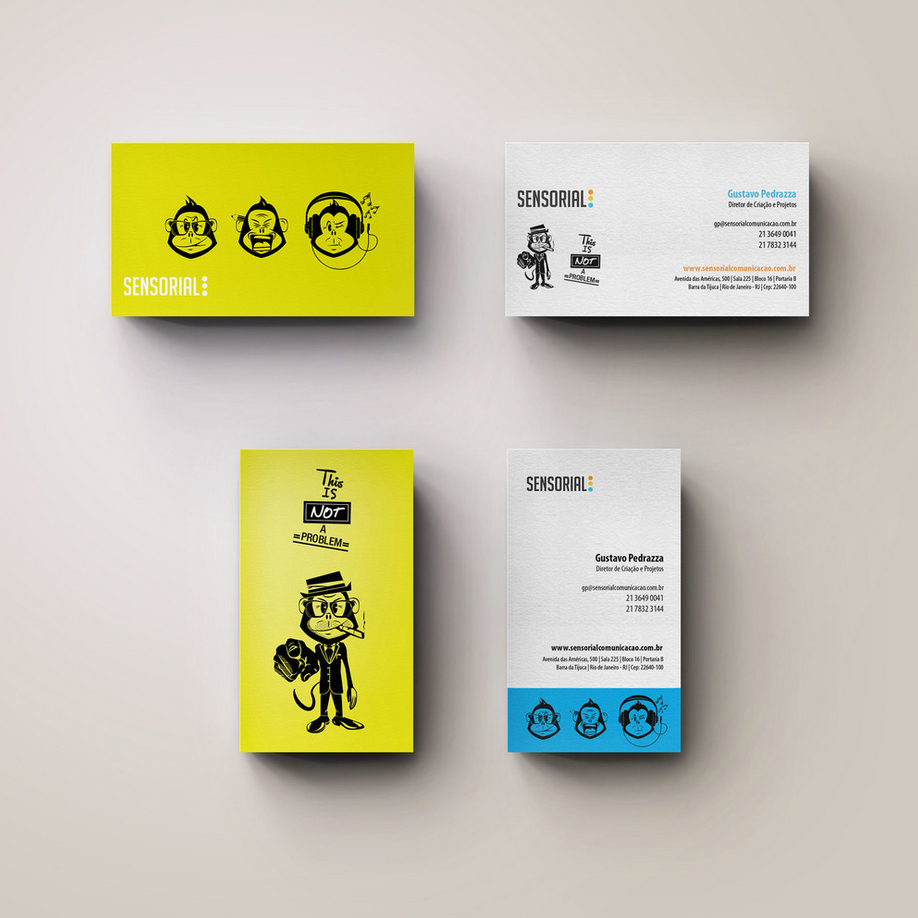 SENSORIAL
SENSORIAL
This
IS
NOT
A
=PROBLEM=
Gustavo Pedrazza
Diretor de Criação e Projetos
gp@sensorialcomunicacao.com.br
21 3649 0041
21 7832 3144
www.sensorialcomunicacao.com.br
Avenida das Américas, 500 | Sala 225 | Bloco 16 | Portaria B
Barra da Tijuca | Rio de Janeiro - RJ | Cep: 22640-100
This
IS
NOT
A
=PROBLEM=
SENSORIAL
Gustavo Pedrazza
Diretor de Criação e Projetos
gp@sensorialcomunicacao.com.br
21 3649 0041
21 7832 3144
www.sensorialcomunicacao.com.br
Avenida das Américas, 500 | Sala 225 | Bloco 16 | Portaria B
Barra da Tijuca | Rio de Janeiro - RJ | Cep: 22640-100